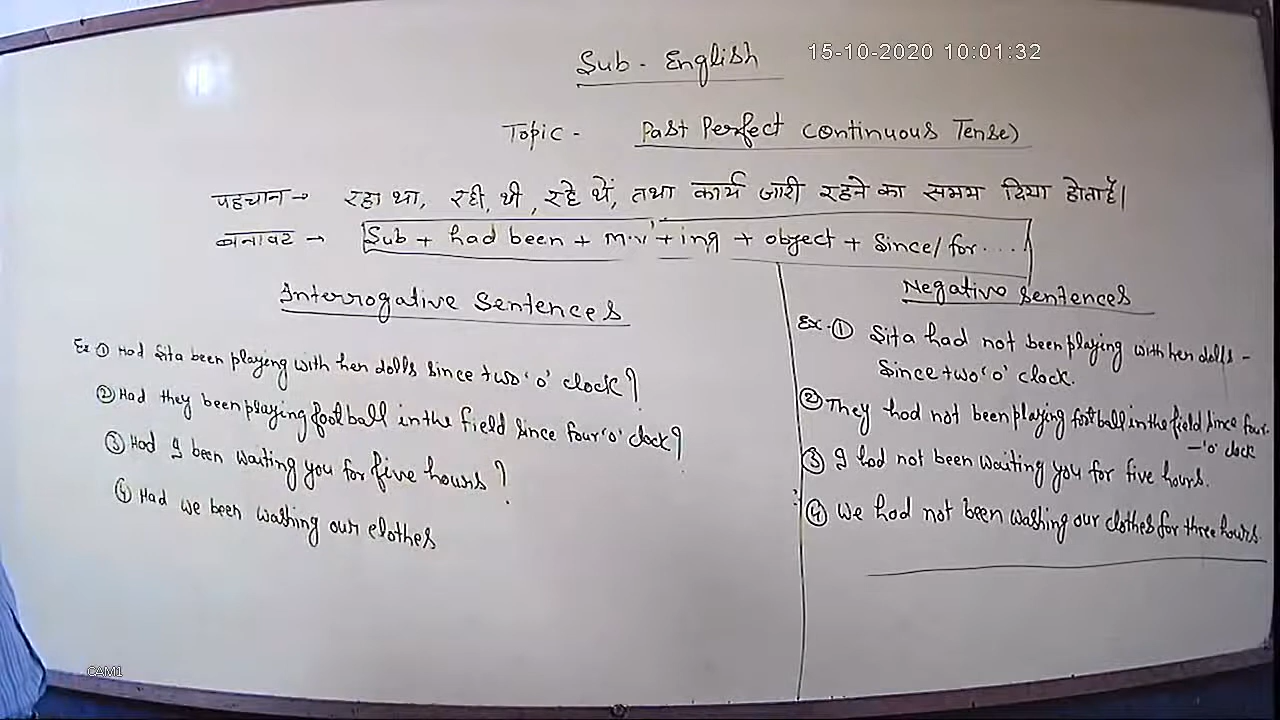 Sub - English
15-10-2020 10:01:32
Topic - Past Perfect Continuous Tense)
पहचान → रहा था, रही थी, रहे थें, तथा कार्य जारी रहने का समय दिया होता है।
बनावट → Sub + had been + m.v' + ing + object + Since/for....
Interrogative Sentences
Ex ① Had Sita been playing with her dolls since two 'o' clock?
② Had they been playing football in the field since four 'o' clock?
③ Had I been waiting you for five hours?
④ Had we been washing our clothes
Negative Sentences
Ex. ① Sita had not been playing with her dolls -
Since two 'o' clock.
② They had not been playing football in the field since four
- 'o' clock
③ I had not been waiting you for five hours.
④ We had not been washing our clothes for three hours.
CAM1